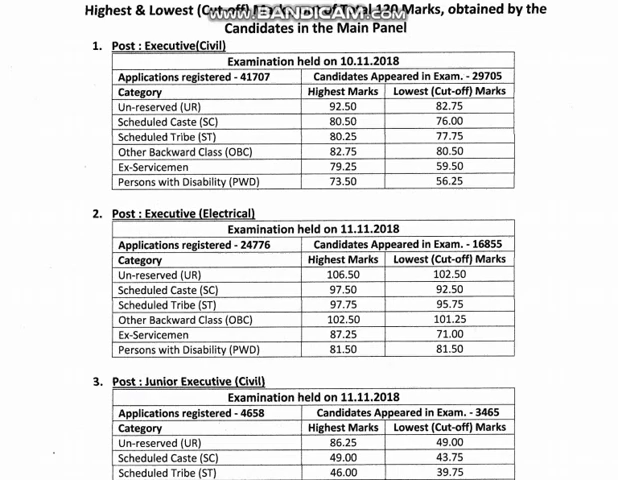 Highest & Lowest (Cut-off) Marks, out of Total 120 Marks, obtained by the
WWW.BANDICAM.COM
Candidates in the Main Panel
1. Post : Executive(Civil)
Examination held on 10.11.2018
Applications registered - 41707 Candidates Appeared in Exam. - 29705
Category Highest Marks Lowest (Cut-off) Marks
Un-reserved (UR) 92.50 82.75
Scheduled Caste (SC) 80.50 76.00
Scheduled Tribe (ST) 80.25 77.75
Other Backward Class (OBC) 82.75 80.50
Ex-Servicemen 79.25 59.50
Persons with Disability (PWD) 73.50 56.25
2. Post : Executive (Electrical)
Examination held on 11.11.2018
Applications registered - 24776 Candidates Appeared in Exam. - 16855
Category Highest Marks Lowest (Cut-off) Marks
Un-reserved (UR) 106.50 102.50
Scheduled Caste (SC) 97.50 92.50
Scheduled Tribe (ST) 97.75 95.75
Other Backward Class (OBC) 102.50 101.25
Ex-Servicemen 87.25 71.00
Persons with Disability (PWD) 81.50 81.50
3. Post : Junior Executive (Civil)
Examination held on 11.11.2018
Applications registered - 4658 Candidates Appeared in Exam. - 3465
Category Highest Marks Lowest (Cut-off) Marks
Un-reserved (UR) 86.25 49.00
Scheduled Caste (SC) 49.00 43.75
Scheduled Tribe (ST) 46.00 39.75